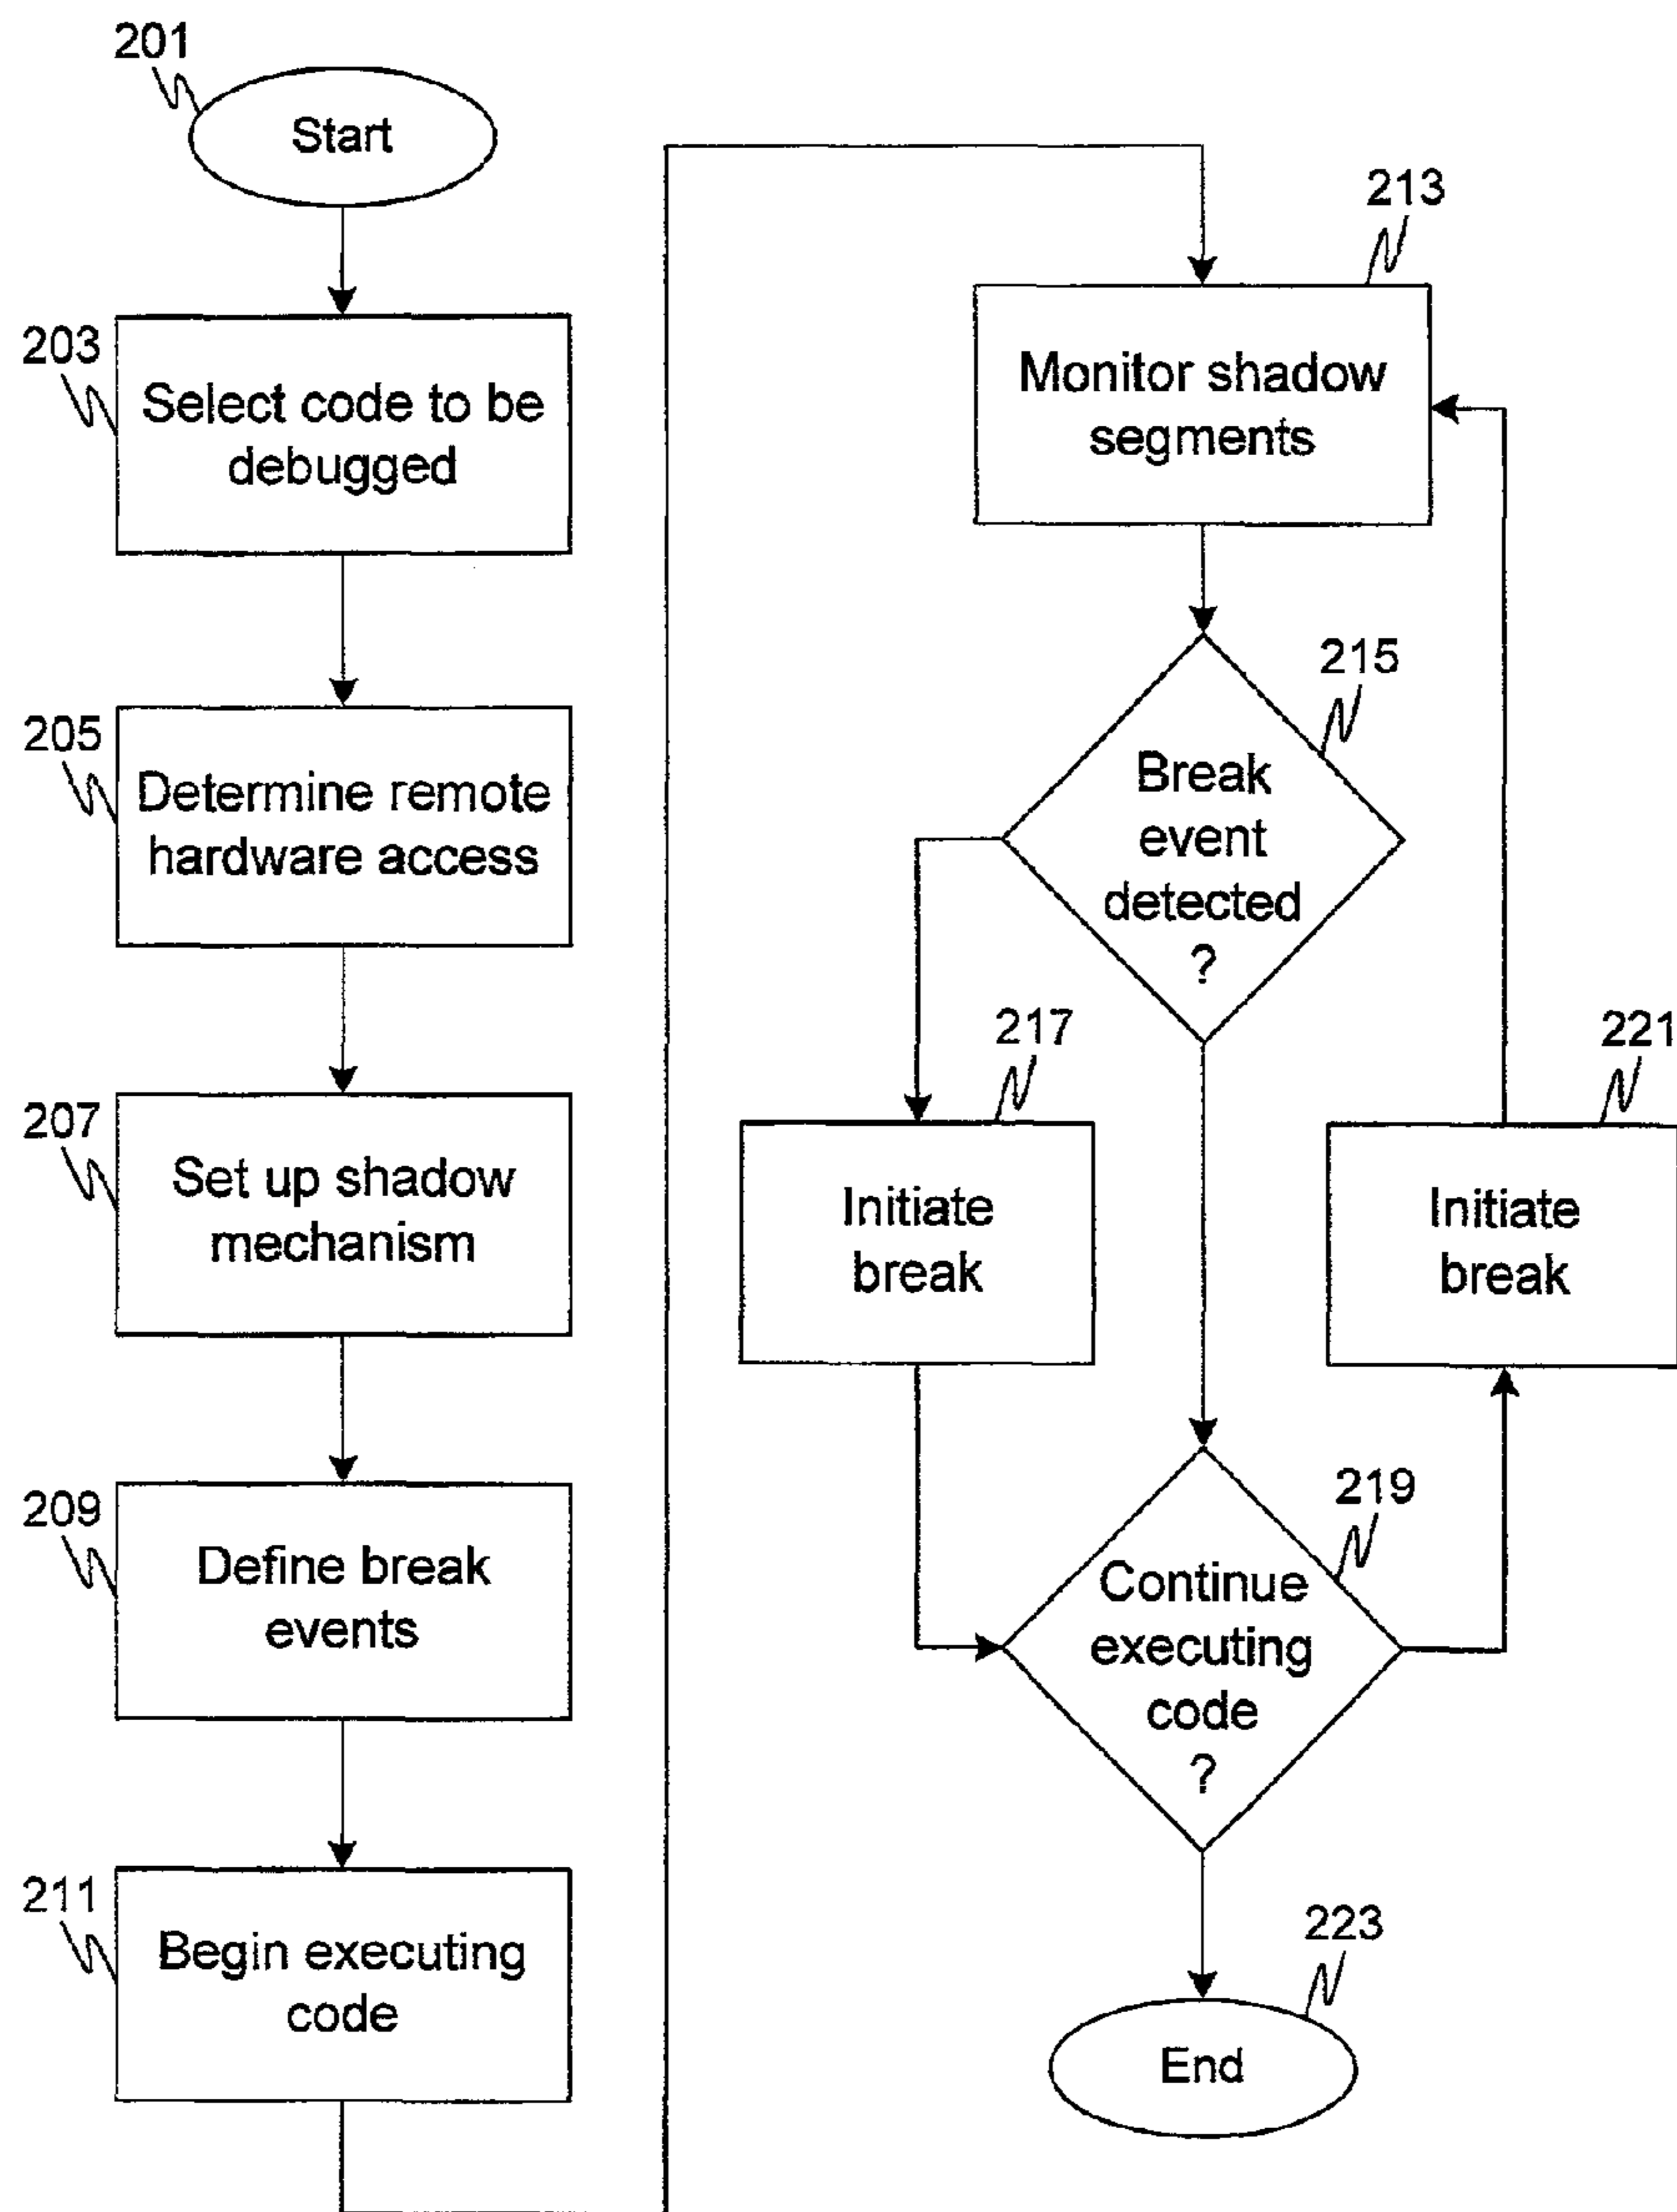 201
Start
203
Select code to be
debugged
205
Determine remote
hardware access
207
Set up shadow
mechanism
209
Define break
events
211
Begin executing
code
213
Monitor shadow
segments
215
Break
event
detected
?
217
Initiate
break
221
Initiate
break
219
Continue
executing
code
?
223
End